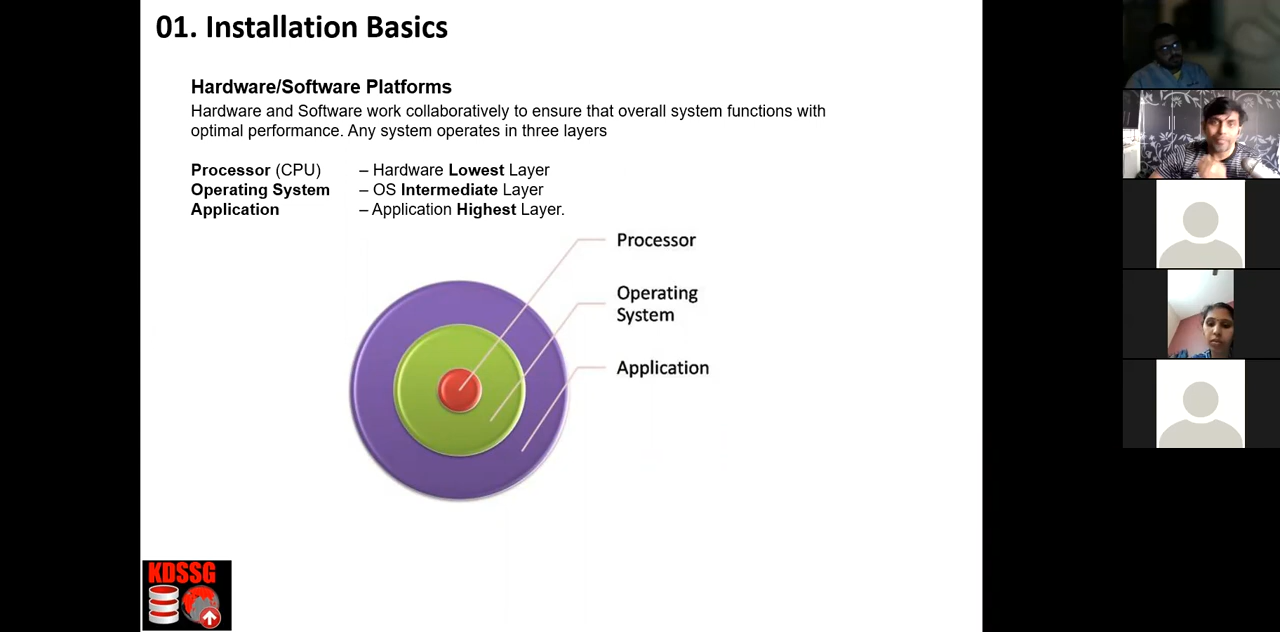 01. Installation Basics
Hardware/Software Platforms
Hardware and Software work collaboratively to ensure that overall system functions with
optimal performance. Any system operates in three layers
Processor (CPU) – Hardware Lowest Layer
Operating System – OS Intermediate Layer
Application – Application Highest Layer.
Processor
Operating
System
Application
KDSSG